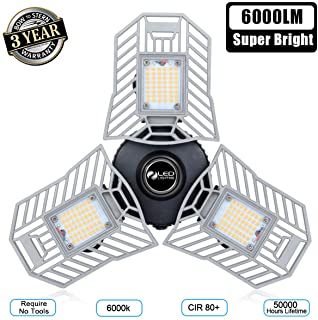 3 YEAR
WARRANTY
6000LM
Super Bright
LED
Require
No Tools
6000k
CIR 80+
50000
Hours Lifetime